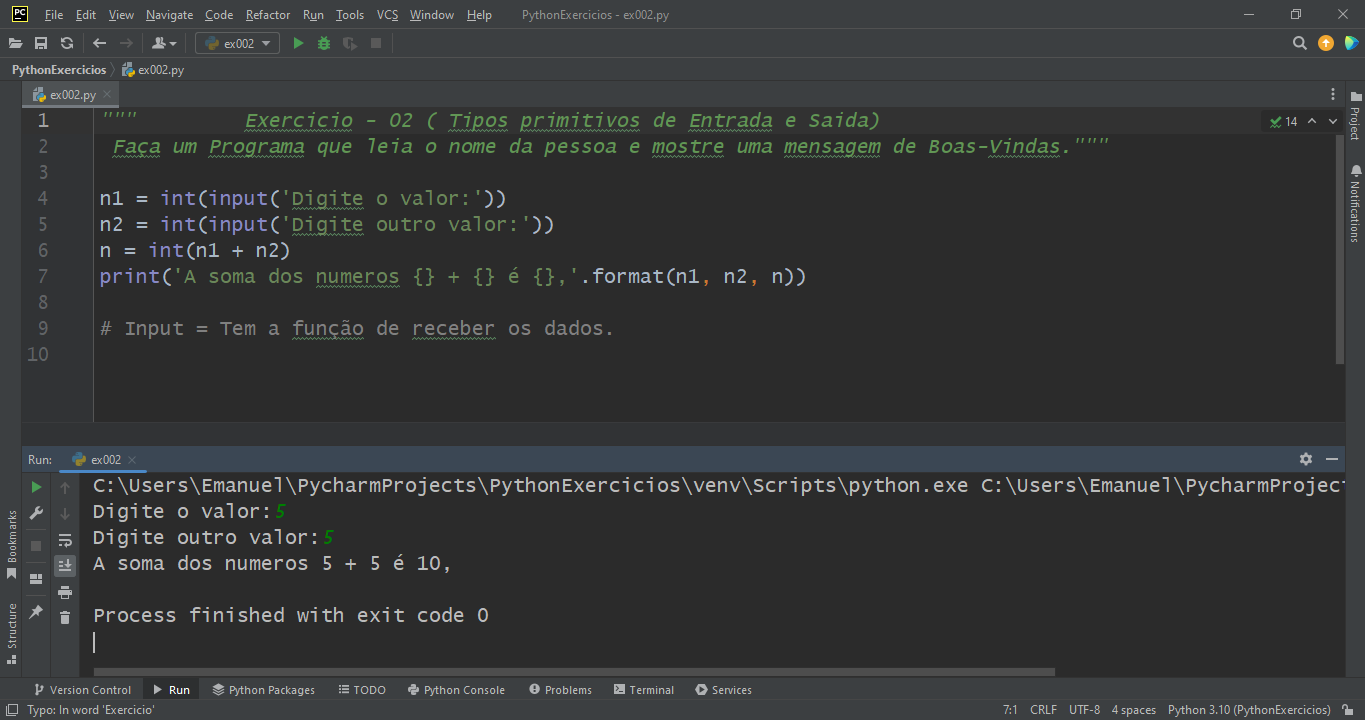 PC File Edit View Navigate Code Refactor Run Tools VCS Window Help PythonExercicios - ex002.py
ex002
PythonExercicios ex002.py
ex002.py
1 """ Exercicio - 02 ( Tipos primitivos de Entrada e Saida) 14
2 Faça um Programa que leia o nome da pessoa e mostre uma mensagem de Boas-Vindas."""
3
4 n1 = int(input('Digite o valor:'))
5 n2 = int(input('Digite outro valor:'))
6 n = int(n1 + n2)
7 print('A soma dos numeros {} + {} é {},'.format(n1, n2, n))
8
9 # Input = Tem a função de receber os dados.
10
Project
Notifications
Run: ex002
C:\Users\Emanuel\PycharmProjects\PythonExercicios\venv\Scripts\python.exe C:\Users\Emanuel\PycharmProject
Digite o valor:5
Digite outro valor:5
A soma dos numeros 5 + 5 é 10,
Process finished with exit code 0
Bookmarks
Structure
Version Control Run Python Packages TODO Python Console Problems Terminal Services
Typo: In word 'Exercicio' 7:1 CRLF UTF-8 4 spaces Python 3.10 (PythonExercicios)